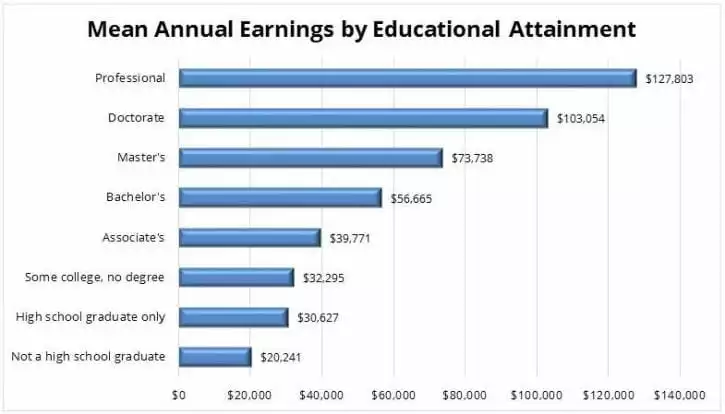 Mean Annual Earnings by Educational Attainment
Professional $127,803
Doctorate $103,054
Master's $73,738
Bachelor's $56,665
Associate's $39,771
Some college, no degree $32,295
High school graduate only $30,627
Not a high school graduate $20,241
$0 $20,000 $40,000 $60,000 $80,000 $100,000 $120,000 $140,000